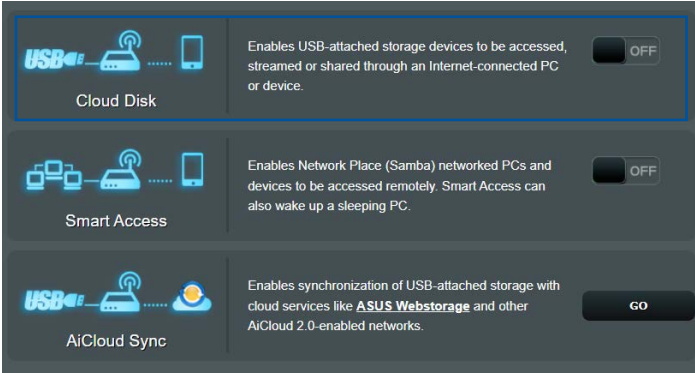 USB
Cloud Disk
Enables USB-attached storage devices to be accessed,
streamed or shared through an Internet-connected PC
or device.
OFF
Smart Access
Enables Network Place (Samba) networked PCs and
devices to be accessed remotely. Smart Access can
also wake up a sleeping PC.
OFF
USB
AiCloud Sync
Enables synchronization of USB-attached storage with
cloud services like ASUS Webstorage and other
AiCloud 2.0-enabled networks.
GO